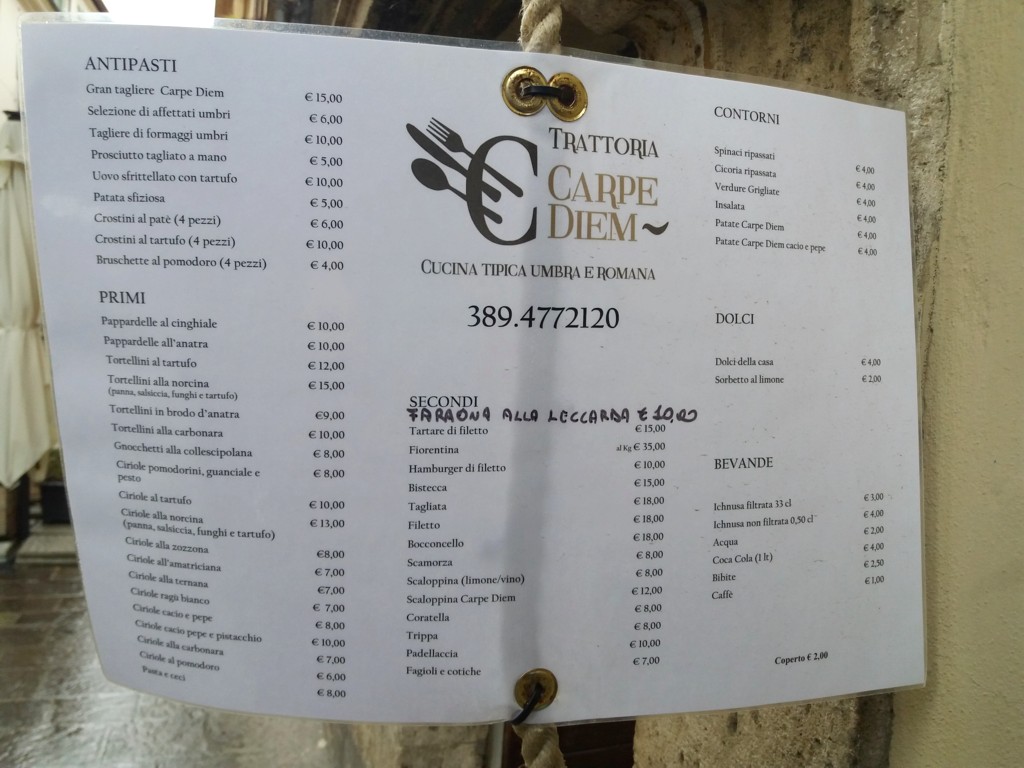 ANTIPASTI
Gran tagliere Carpe Diem € 15,00
Selezione di affettati umbri € 6,00
Tagliere di formaggi umbri € 10,00
Prosciutto tagliato a mano € 5,00
Uovo sfrittellato con tartufo € 10,00
Patata sfiziosa € 5,00
Crostini al patè (4 pezzi) € 6,00
Crostini al tartufo (4 pezzi) € 10,00
Bruschette al pomodoro (4 pezzi) € 4,00
PRIMI
Pappardelle al cinghiale € 10,00
Pappardelle all'anatra € 10,00
Tortellini al tartufo € 12,00
Tortellini alla norcina € 15,00
(panna, salsiccia, funghi e tartufo)
Tortellini in brodo d'anatra €9,00
Tortellini alla carbonara € 10,00
Gnocchetti alla collescipolana € 8,00
Ciriole pomodorini, guanciale e € 8,00
pesto
Ciriole al tartufo € 10,00
Ciriole alla norcina € 13,00
(panna, salsiccia, funghi e tartufo)
Ciriole alla zozzona €8,00
Ciriole all'amatriciana € 7,00
Ciriole alla ternana €7,00
Ciriole ragù bianco € 7,00
Ciriole cacio e pepe € 8,00
Ciriole cacio pepe e pistacchio € 10,00
Ciriole alla carbonara € 7,00
Ciriole al pomodoro € 6,00
Pasta e ceci € 8,00
TRATTORIA
CARPE
DIEM
CUCINA TIPICA UMBRA E ROMANA
389.4772120
SECONDI
FARAONA ALLA LECCARDA € 10,00
Tartare di filetto € 15,00
Fiorentina al Kg € 35,00
Hamburger di filetto € 10,00
Bistecca € 15,00
Tagliata € 18,00
Filetto € 18,00
Bocconcello € 18,00
Scamorza € 8,00
Scaloppina (limone/vino) € 8,00
Scaloppina Carpe Diem € 12,00
Coratella € 8,00
Trippa € 8,00
Padellaccia € 10,00
Fagioli e cotiche € 7,00
CONTORNI
Spinaci ripassati € 4,00
Cicoria ripassata € 4,00
Verdure Grigliate € 4,00
Insalata € 4,00
Patate Carpe Diem € 4,00
Patate Carpe Diem cacio e pepe € 4,00
DOLCI
Dolci della casa € 4,00
Sorbetto al limone € 2,00
BEVANDE
Ichnusa filtrata 33 cl € 3,00
Ichnusa non filtrata 0,50 cl € 4,00
Acqua € 2,00
Coca Cola (1 lt) € 4,00
Bibite € 2,50
Caffè € 1,00
Coperto € 2,00